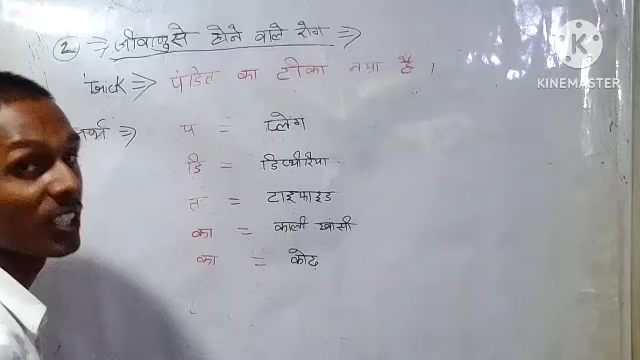 ② ⇒ जीवाणु से होने वाले रोग ⇒
Trick ⇒ पंडित का टीका नया है।
⇒
प = प्लेग
डि = डिप्थीरिया
त = टाइफाइड
का = काली खांसी
का = कोढ़
KINEMASTER